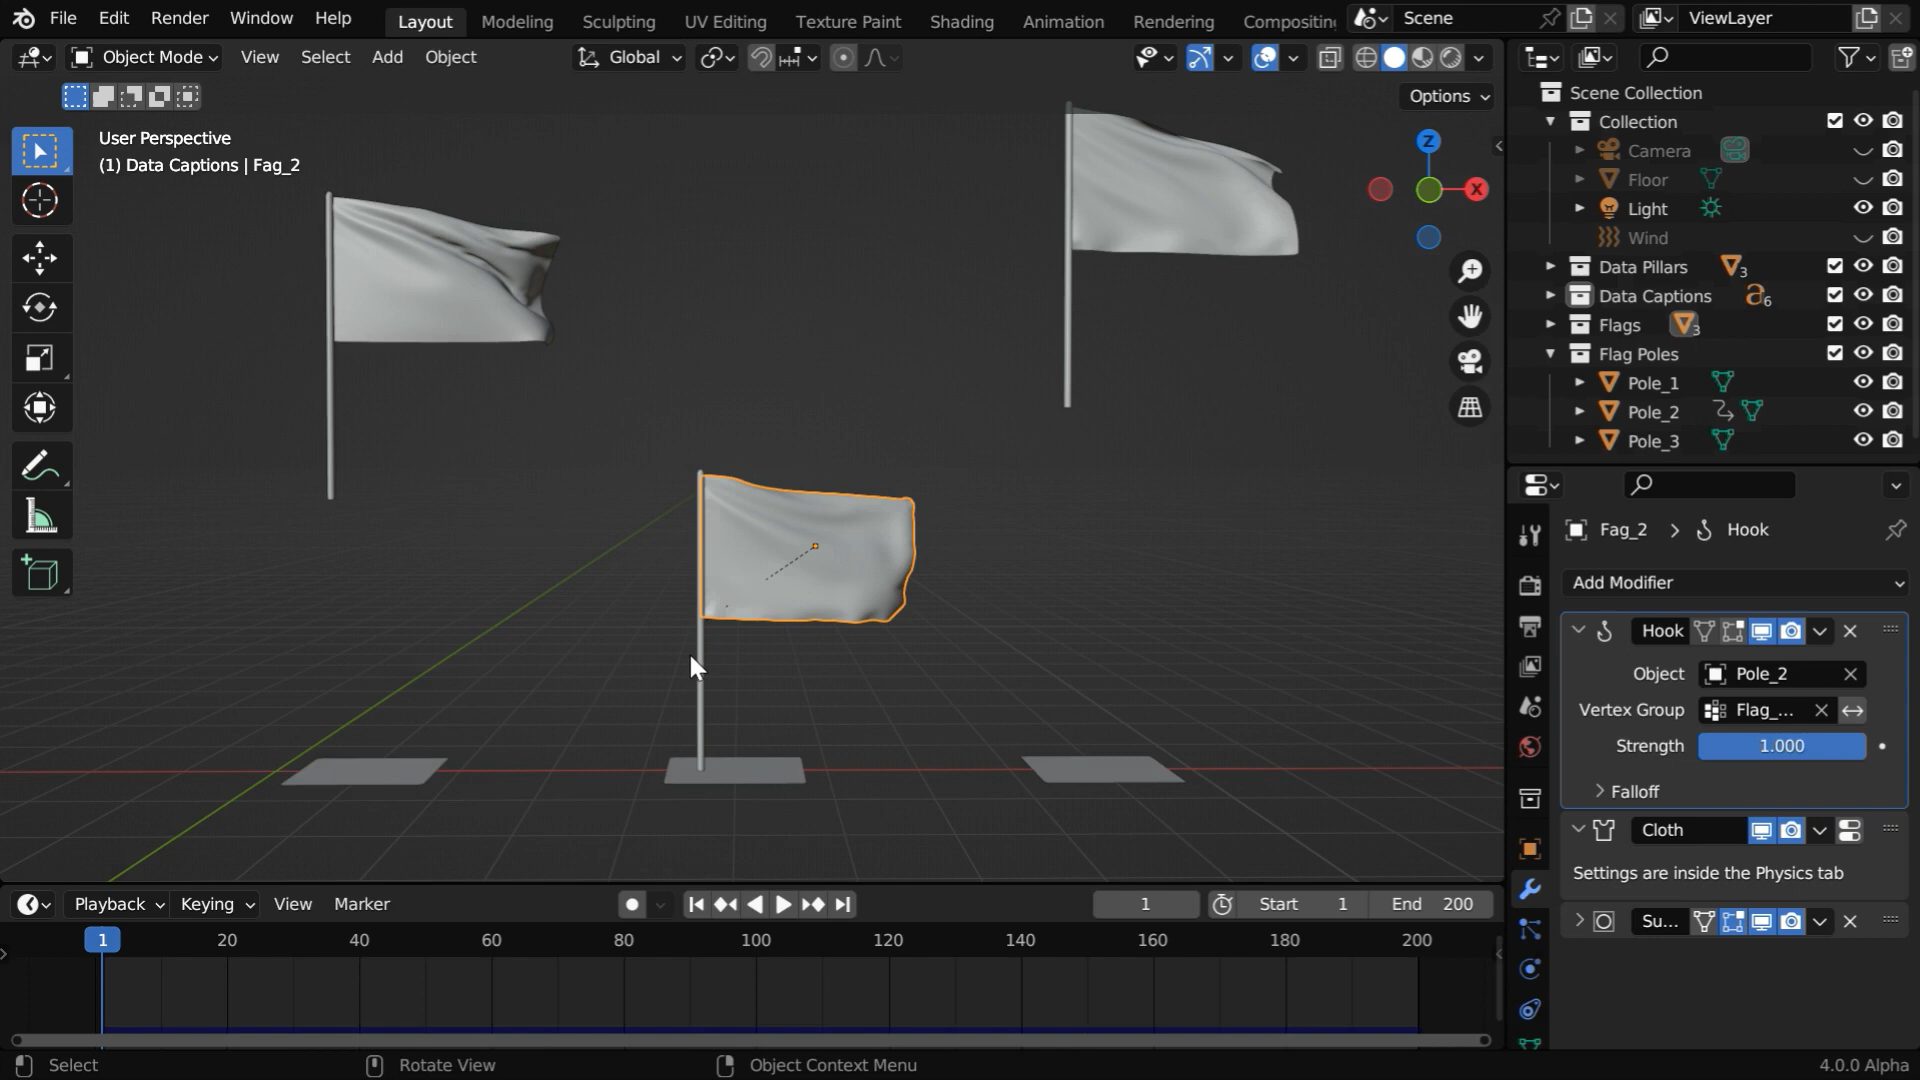 File Edit Render Window Help Layout Modeling Sculpting UV Editing Texture Paint Shading Animation Rendering Compositing Scene ViewLayer
Object Mode View Select Add Object Global
Options
User Perspective
(1) Data Captions | Fag_2
Z
X
Scene Collection
Collection
Camera
Floor
Light
Wind
Data Pillars 3
Data Captions 6
Flags 3
Flag Poles
Pole_1
Pole_2
Pole_3
Fag_2 > Hook
Add Modifier
Hook
Object Pole_2
Vertex Group Flag_...
Strength 1.000
Falloff
Cloth
Settings are inside the Physics tab
Su...
Playback Keying View Marker 1 Start 1 End 200
1 20 40 60 80 100 120 140 160 180 200
Select Rotate View Object Context Menu 4.0.0 Alpha